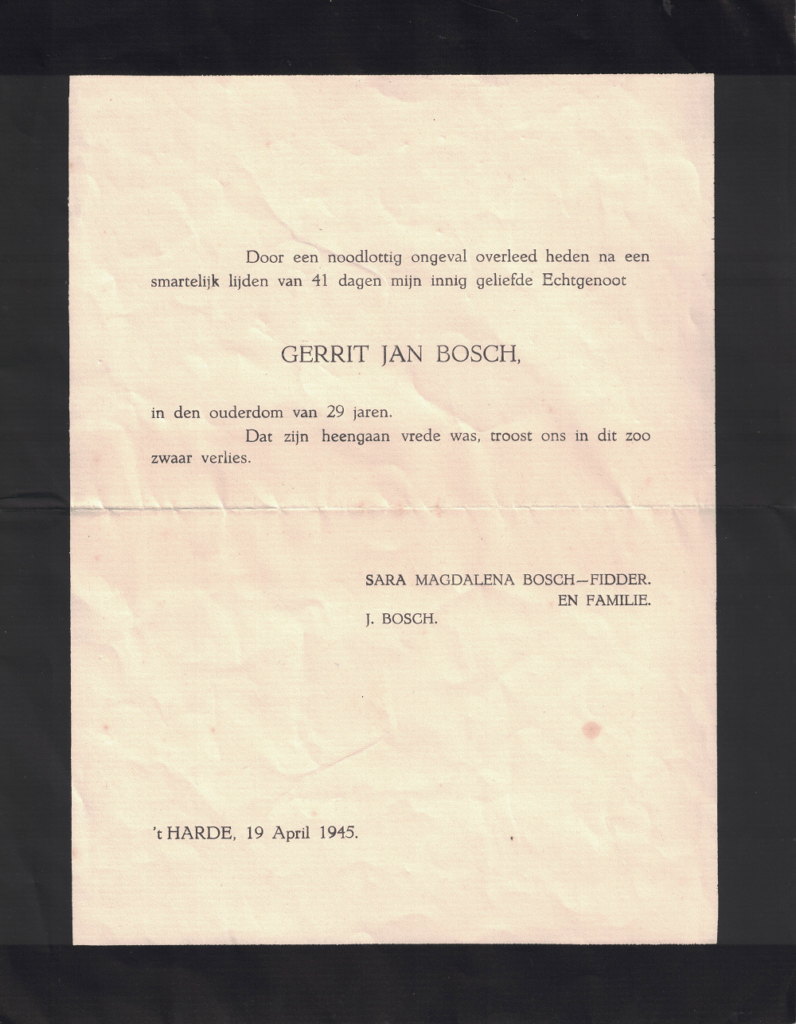 Door een noodlottig ongeval overleed heden na een
smartelijk lijden van 41 dagen mijn innig geliefde Echtgenoot
GERRIT JAN BOSCH,
in den ouderdom van 29 jaren.
Dat zijn heengaan vrede was, troost ons in dit zoo
zwaar verlies.
SARA MAGDALENA BOSCH—FIDDER.
EN FAMILIE.
J. BOSCH.
't HARDE, 19 April 1945.